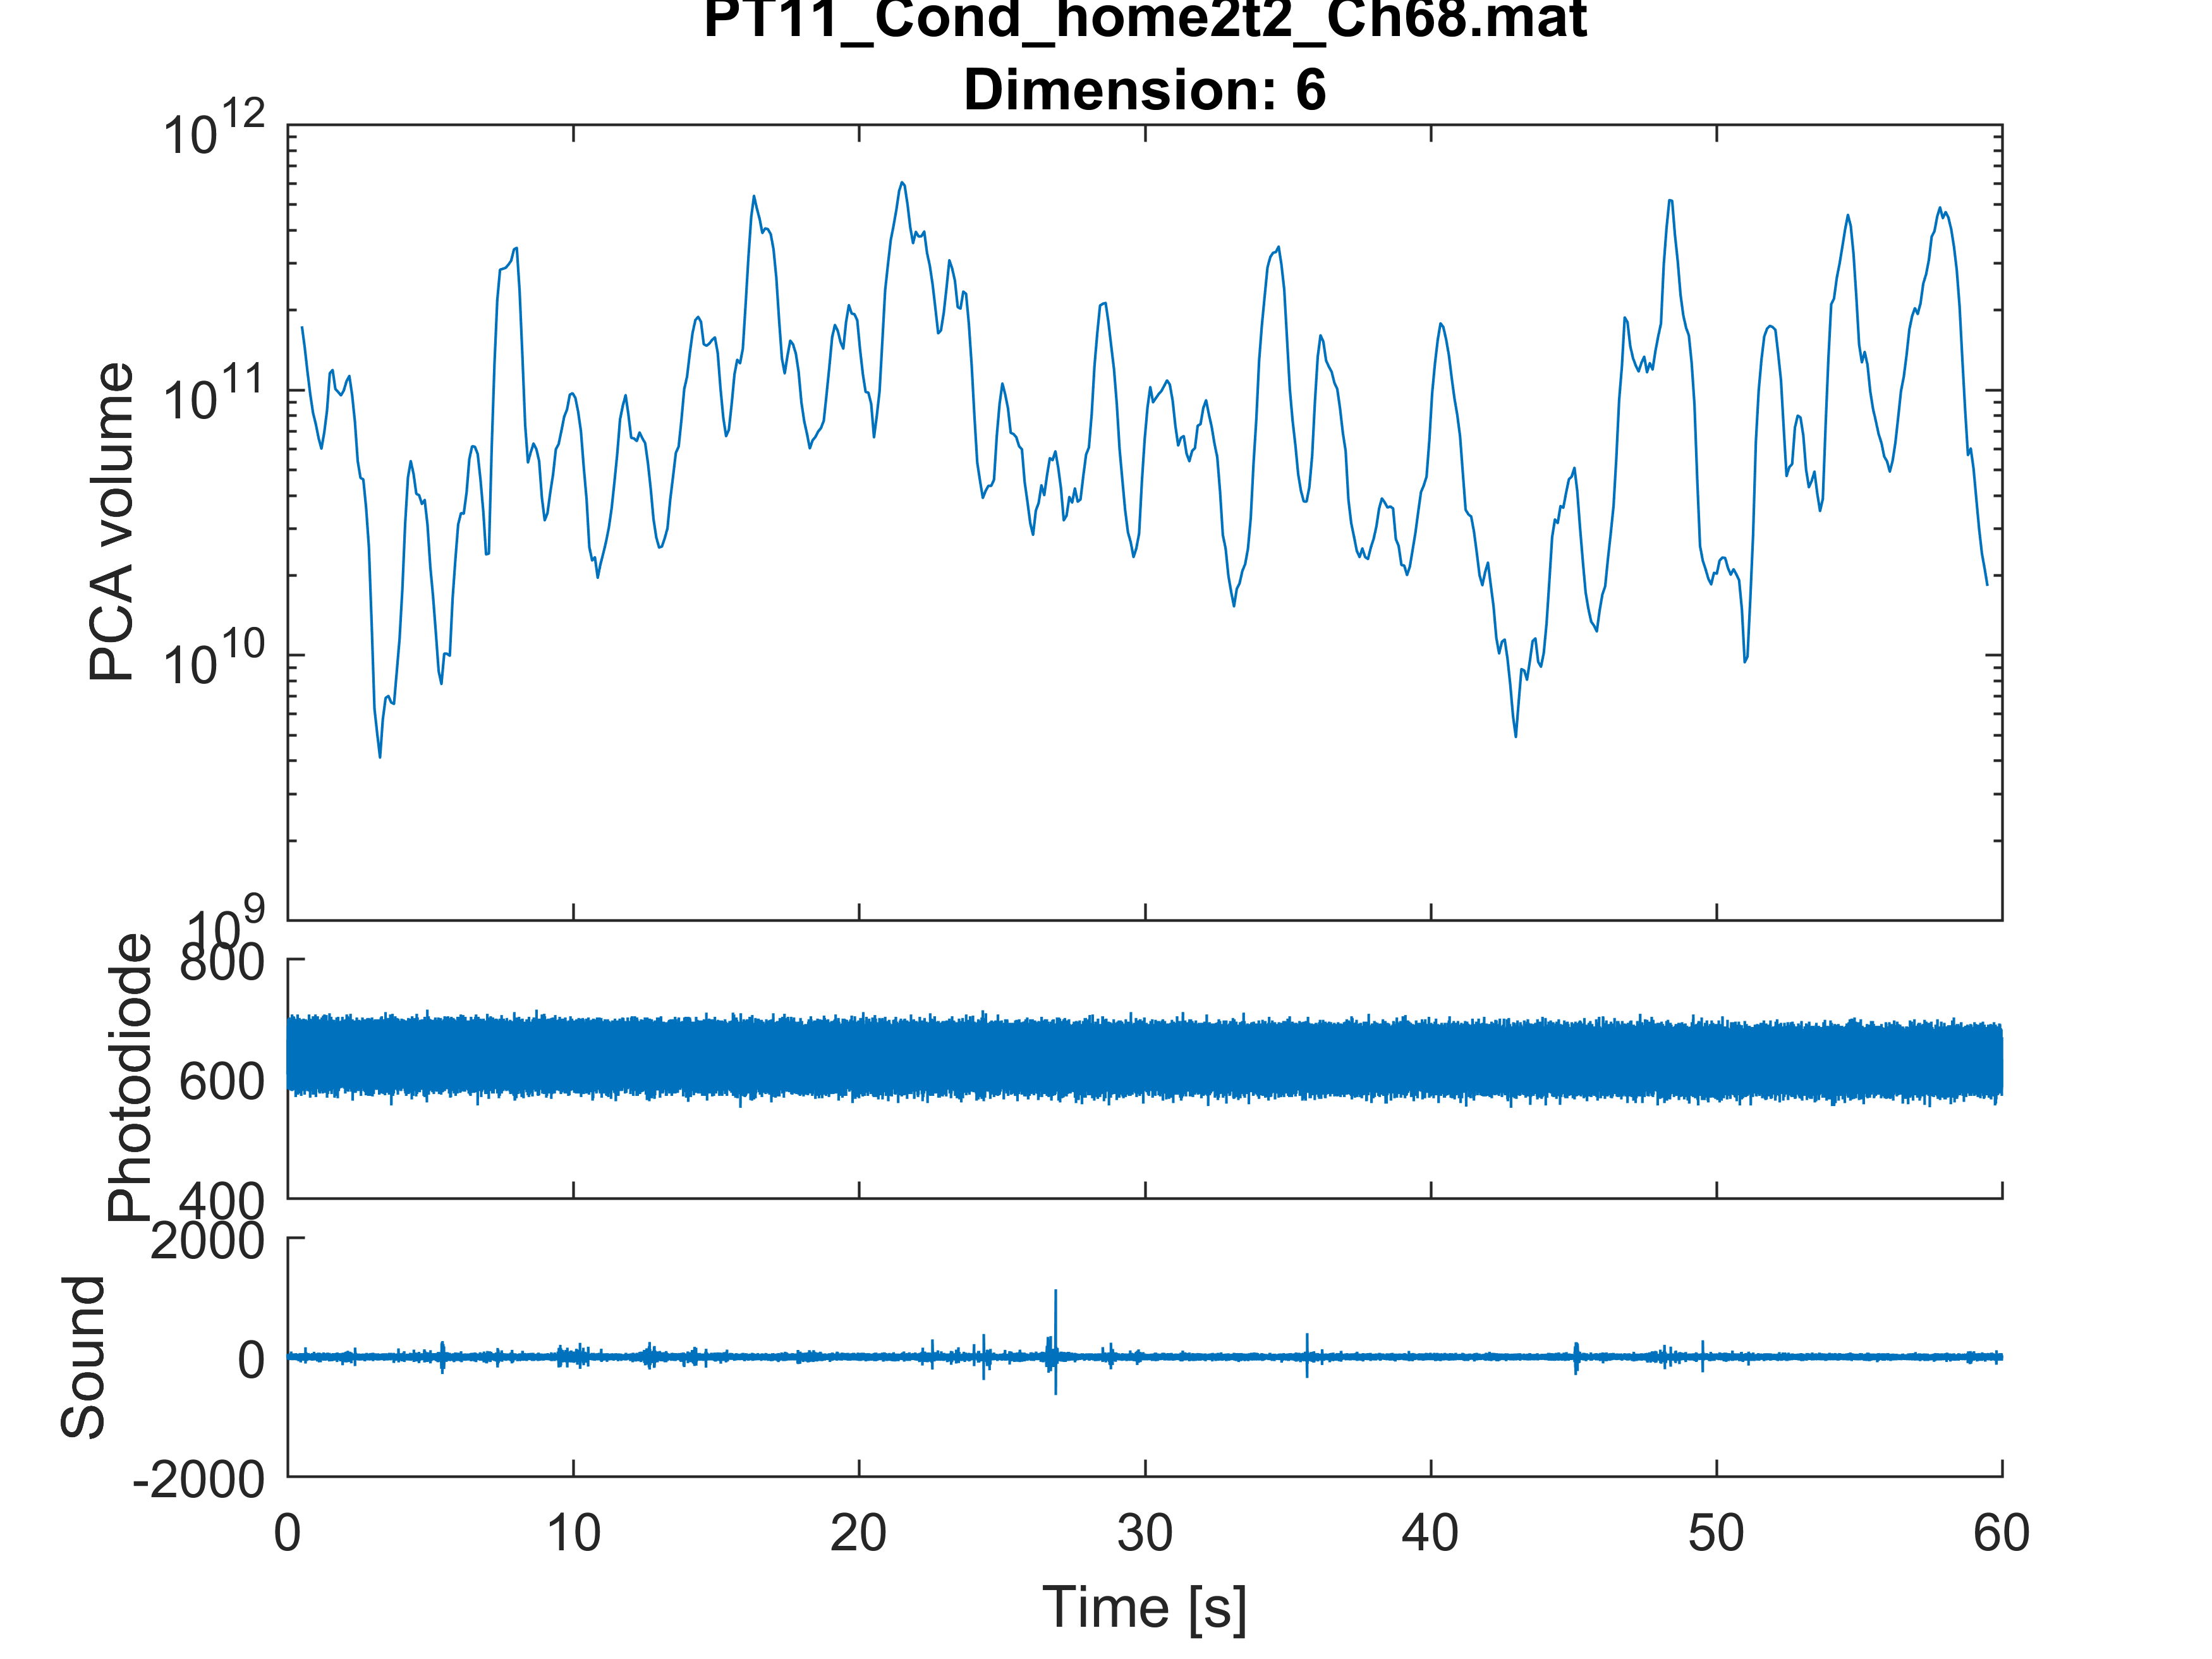 PT11_Cond_home2t2_Ch68.mat
Dimension: 6
PCA volume
10^12
10^11
10^10
10^9
Photodiode
800
600
400
Sound
2000
0
-2000
0 10 20 30 40 50 60
Time [s]